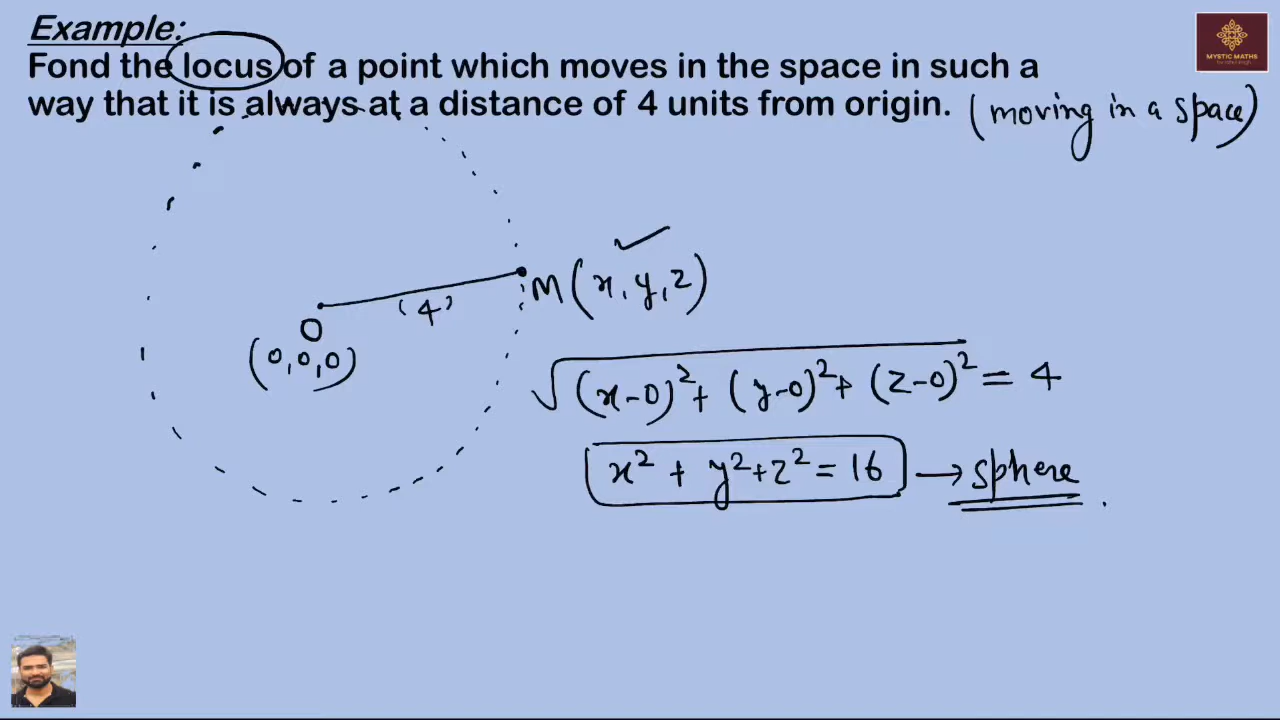 Example:
Fond the locus of a point which moves in the space in such a
way that it is always at a distance of 4 units from origin. (moving in a space)
MYSTIC MATHS
M(x, y, z)
'4'
O
(0,0,0)
√(x-0)² + (y-0)² + (z-0)² = 4
x² + y² + z² = 16 → sphere